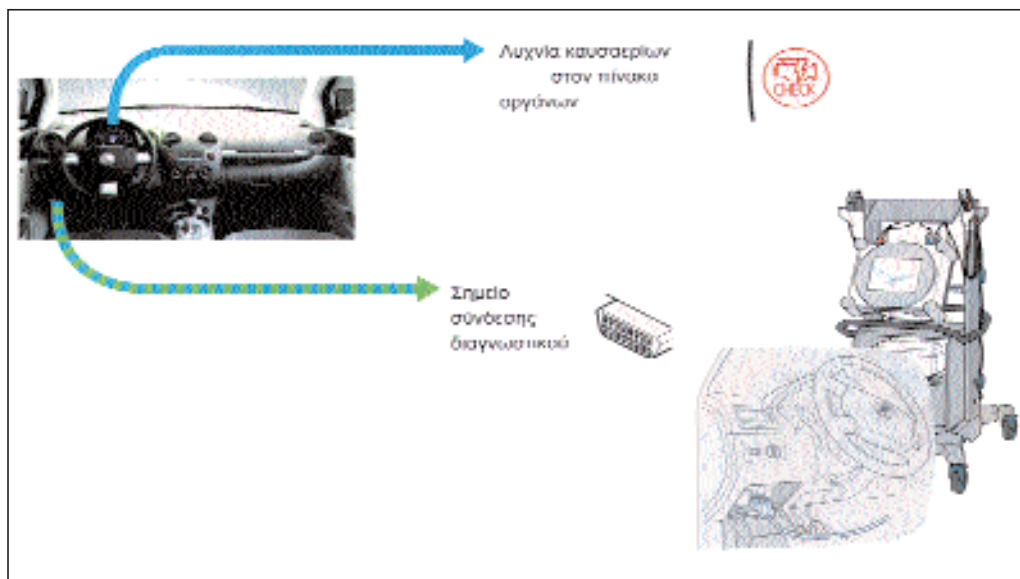 Λυχνία καυσαερίων
στον πίνακα
οργάνων
CHECK
Σημείο
σύνδεσης
διαγνωστικού